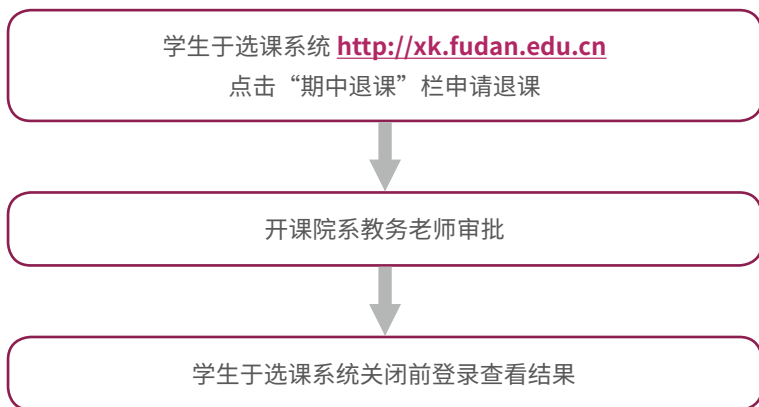 学生于选课系统 http://xk.fudan.edu.cn
点击“期中退课”栏申请退课
开课院系教务老师审批
学生于选课系统关闭前登录查看结果